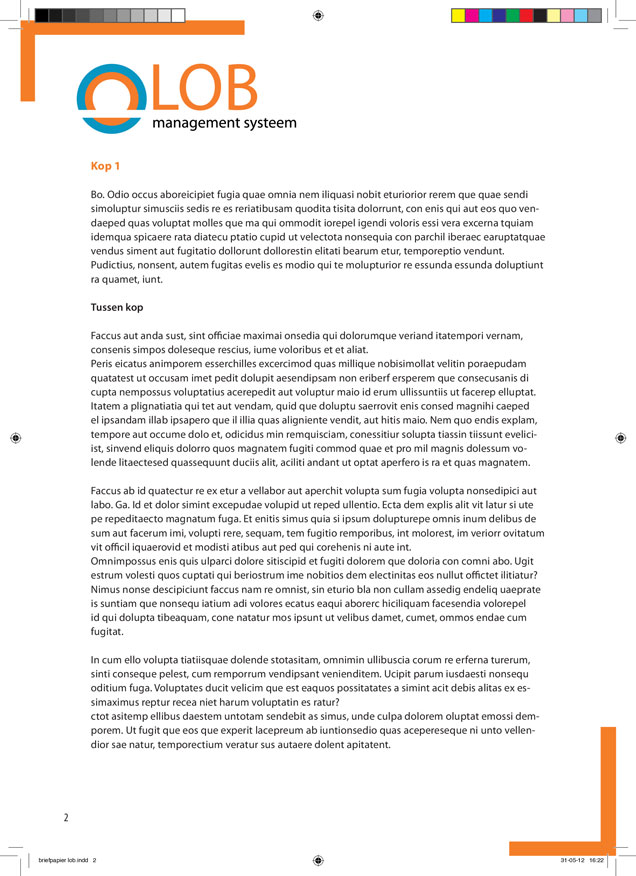 LOB
management systeem
Kop 1
Bo. Odio occus aboreicipiet fugia quae omnia nem iliquasi nobit eturiorior rerem que quae sendi
simoluptur simusciis sedis re es reriatibusam quodita tisita dolorrunt, con enis qui aut eos quo ven-
daeped quas voluptat molles que ma qui ommodit iorepel igendi voloris essi vera excerna tquiam
idemqua spicaere rata diatecu ptatio cupid ut velectota nonsequia con parchil iberaec earuptatquae
vendus siment aut fugitatio dollorunt dollorestin elitati bearum etur, temporeptio vendunt.
Pudictius, nonsent, autem fugitas evelis es modio qui te molupturior re essunda essunda doluptiunt
ra quamet, iunt.
Tussen kop
Faccus aut anda sust, sint officiae maximai onsedia qui dolorumque veriand itatempori vernam,
consenis simpos doleseque rescius, iume voloribus et et aliat.
Peris eicatus animporem esserchilles excercimod quas millique nobisimollat velitin poraepudam
quatatest ut occusam imet pedit dolupit aesendipsam non eriberf ersperem que consecusanis di
cupta nempossus voluptatius acerepedit aut voluptur maio id erum ullissuntiis ut facerep elluptat.
Itatem a plignatiatia qui tet aut vendam, quid que doluptu saerrovit enis consed magnihi caeped
el ipsandam illab ipsapero que il illia quas aligniente vendit, aut hitis maio. Nem quo endis explam,
tempore aut occume dolo et, odicidus min remquisciam, conessitiur solupta tiassin tiissunt evelici-
ist, sinvend eliquis dolorro quos magnatem fugiti commod quae et pro mil magnis dolessum vo-
lende litaectesed quassequunt duciis alit, aciliti andant ut optat aperfero is ra et quas magnatem.
Faccus ab id quatectur re ex etur a vellabor aut aperchit volupta sum fugia volupta nonsedipici aut
labo. Ga. Id et dolor simint excepudae volupid ut reped ullentio. Ecta dem explis alit vit latur si ute
pe repeditaecto magnatum fuga. Et enitis simus quia si ipsum dolupturepe omnis inum delibus de
sum aut facerum imi, volupti rere, sequam, tem fugitio remporibus, int molorest, im veriorr ovitatum
vit officil iquaerovid et modisti atibus aut ped qui corehenis ni aute int.
Omnimpossus enis quis ulparci dolore sitiscipid et fugiti dolorem que doloria con comni abo. Ugit
estrum volesti quos cuptati qui beriostrum ime nobitios dem electinitas eos nullut offictet ilitiatur?
Nimus nonse descipiciunt faccus nam re omnist, sin eturio bla non cullam assedig endeliq uaeprate
is suntiam que nonsequ iatium adi volores ecatus eaqui aborerc hiciliquam facesendia volorepel
id qui dolupta tibeaquam, cone natatur mos ipsunt ut velibus damet, cumet, ommos endae cum
fugitat.
In cum ello volupta tiatiisquae dolende stotasitam, omnimin ullibuscia corum re erferna turerum,
sinti conseque pelest, cum remporrum vendipsant venienditem. Ucipit parum iusdaesti nonsequ
oditium fuga. Voluptates ducit velicim que est eaquos possitatates a simint acit debis alitas ex es-
simaximus reptur recea niet harum voluptatin es ratur?
ctot asitemp ellibus daestem untotam sendebit as simus, unde culpa dolorem oluptat emossi dem-
porem. Ut fugit que eos que experit lacepreum ab iuntionsedio quas acepereseque ni unto vellen-
dior sae natur, temporectium veratur sus autaere dolent apitatent.
2
briefpapier lob.indd 2
31-05-12 16:22